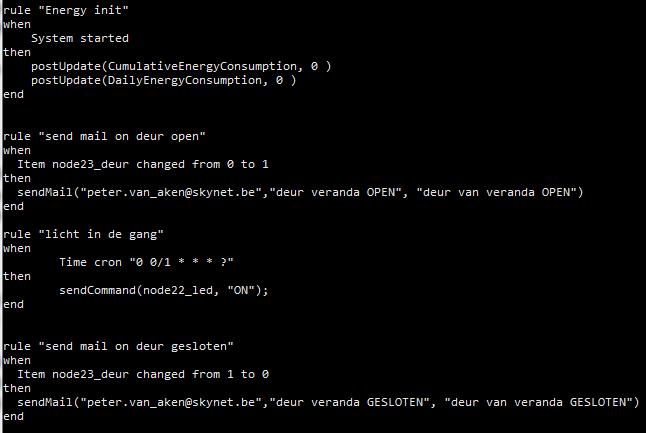 rule "Energy init"
when
    System started
then
    postUpdate(CumulativeEnergyConsumption, 0 )
    postUpdate(DailyEnergyConsumption, 0 )
end
rule "send mail on deur open"
when
  Item node23_deur changed from 0 to 1
then
  sendMail("peter.van_aken@skynet.be","deur veranda OPEN", "deur van veranda OPEN")
end
rule "licht in de gang"
when
        Time cron "0 0/1 * * * ?"
then
        sendCommand(node22_led, "ON");
end
rule "send mail on deur gesloten"
when
  Item node23_deur changed from 1 to 0
then
  sendMail("peter.van_aken@skynet.be","deur veranda GESLOTEN", "deur van veranda GESLOTEN")
end